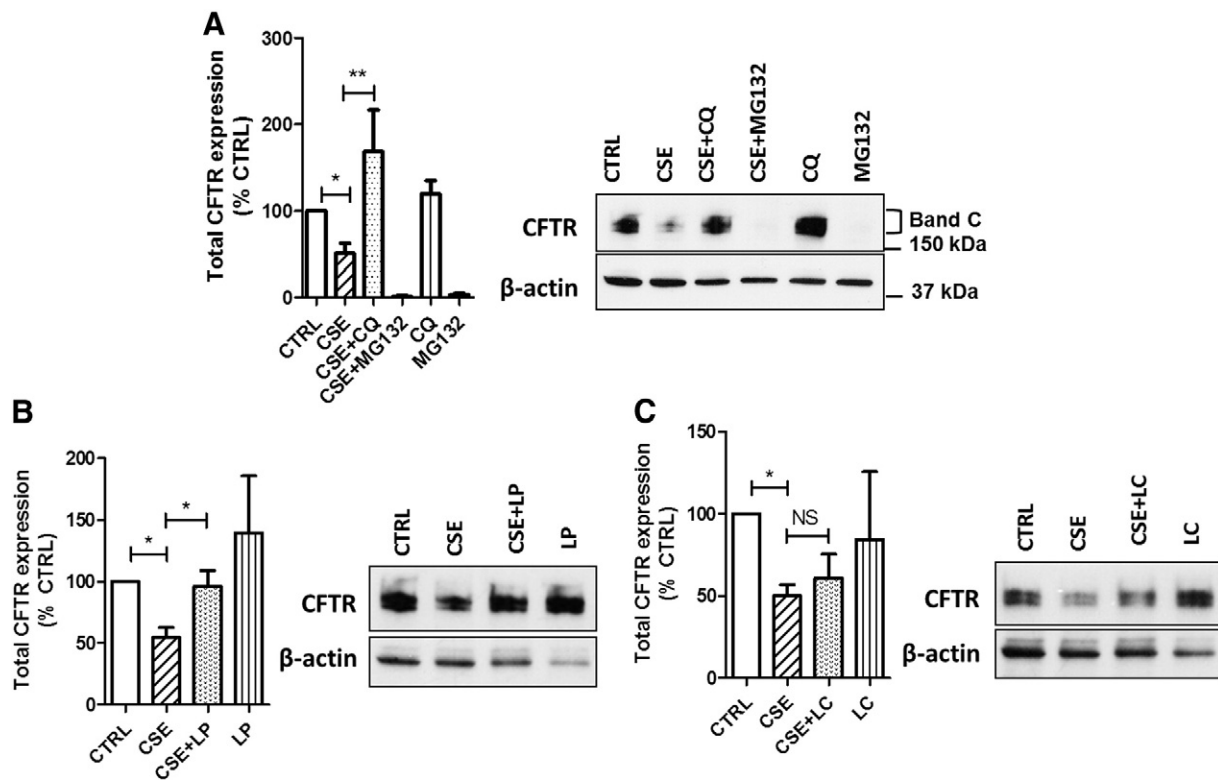 A
Total CFTR expression
(% CTRL)
300
200
100
0
*
**
CTRL
CSE
CSE+CQ
CSE+MG132
CQ
MG132
CTRL
CSE
CSE+CQ
CSE+MG132
CQ
MG132
CFTR
Band C
150 kDa
β-actin
37 kDa
B
Total CFTR expression
(% CTRL)
200
150
100
50
0
*
*
CTRL
CSE
CSE+LP
LP
CTRL
CSE
CSE+LP
LP
CFTR
β-actin
C
Total CFTR expression
(% CTRL)
150
100
50
0
*
NS
CTRL
CSE
CSE+LC
LC
CTRL
CSE
CSE+LC
LC
CFTR
β-actin